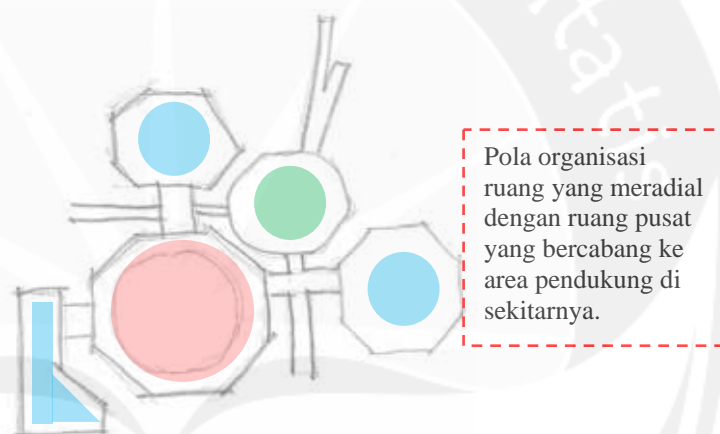 Pola organisasi
ruang yang meradial
dengan ruang pusat
yang bercabang ke
area pendukung di
sekitarnya.